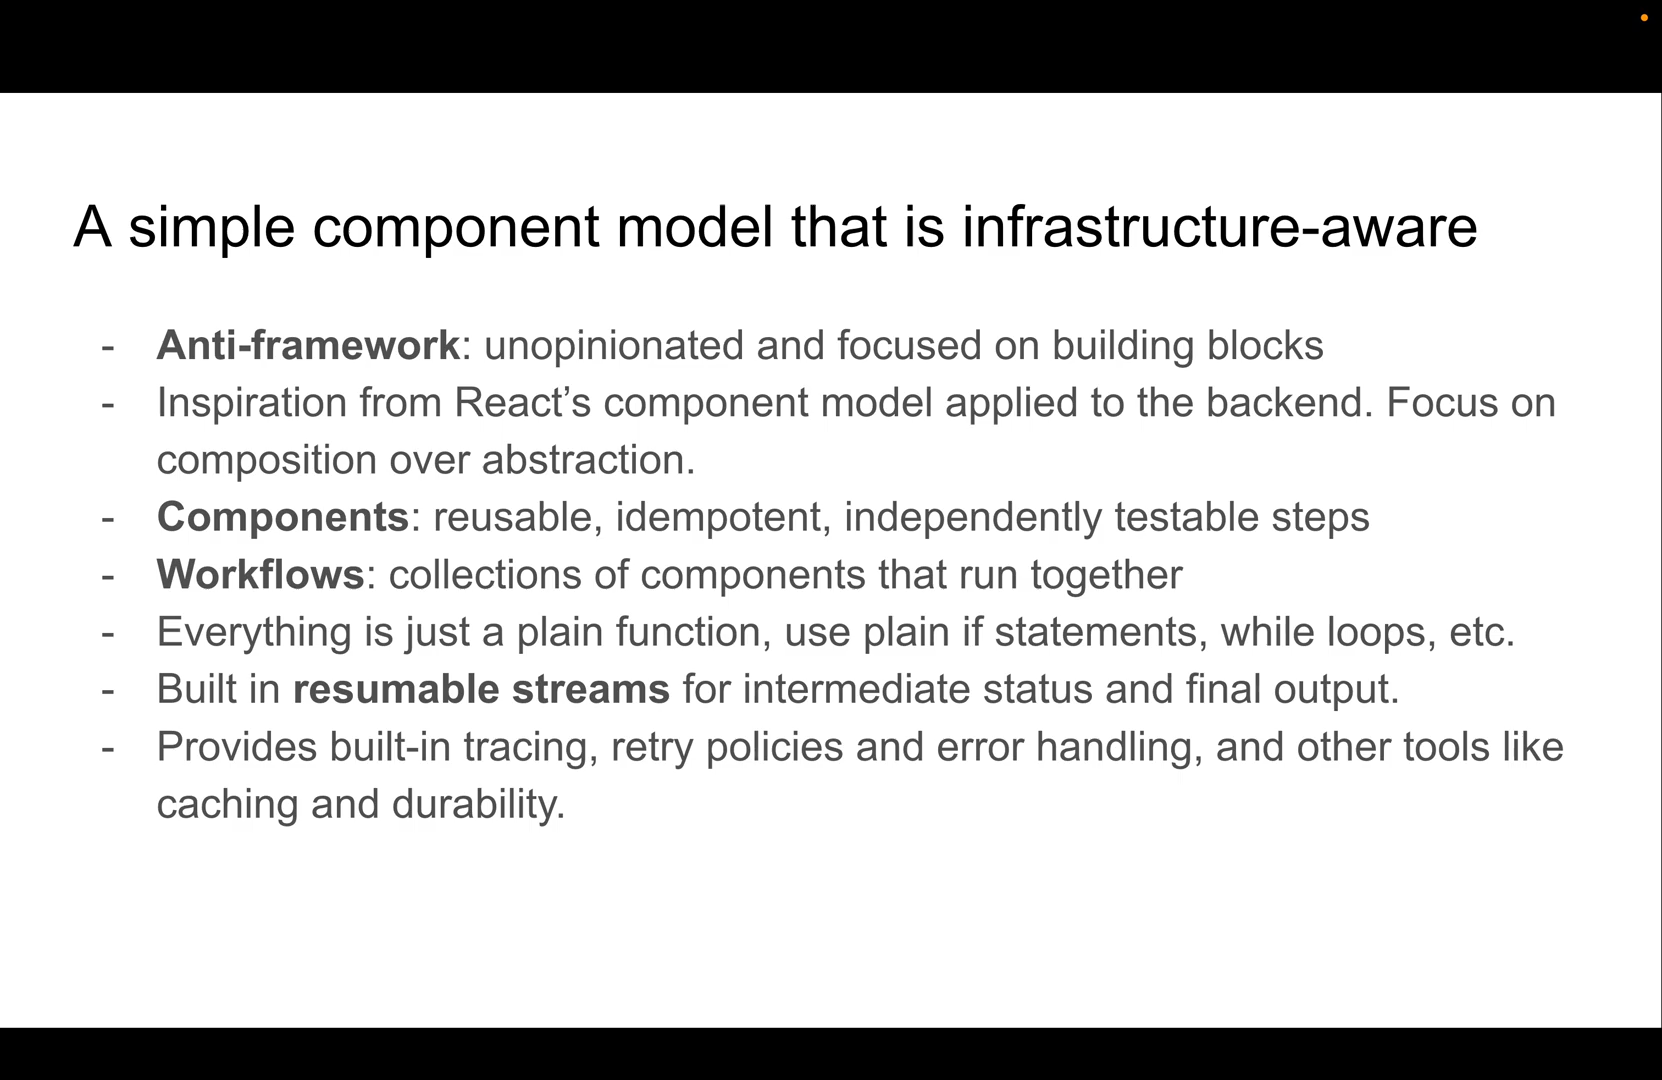 A simple component model that is infrastructure-aware
- Anti-framework: unopinionated and focused on building blocks
- Inspiration from React’s component model applied to the backend. Focus on
composition over abstraction.
- Components: reusable, idempotent, independently testable steps
- Workflows: collections of components that run together
- Everything is just a plain function, use plain if statements, while loops, etc.
- Built in resumable streams for intermediate status and final output.
- Provides built-in tracing, retry policies and error handling, and other tools like
caching and durability.